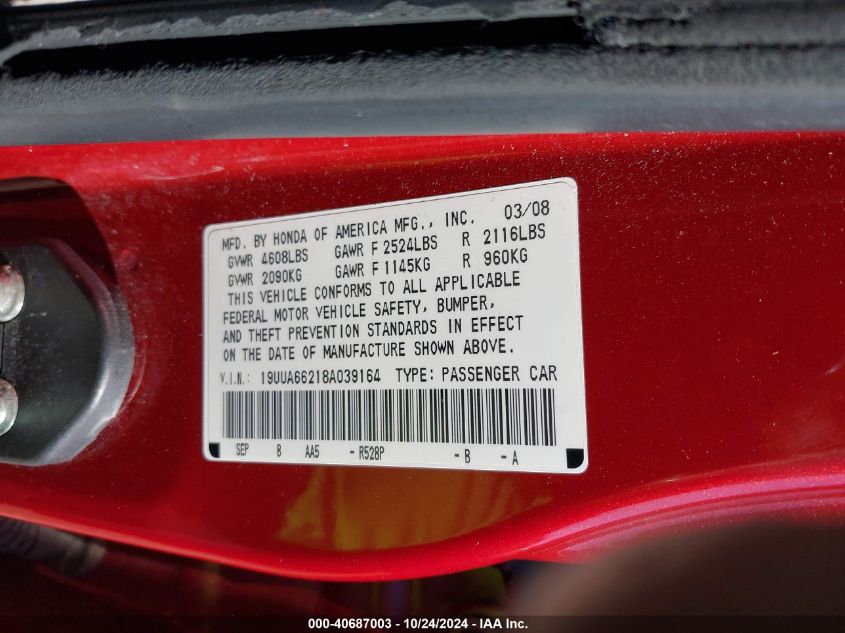 MFD. BY HONDA OF AMERICA MFG., INC. 03/08
GVWR 4608LBS GAWR F 2524LBS R 2116LBS
GVWR 2090KG GAWR F 1145KG R 960KG
THIS VEHICLE CONFORMS TO ALL APPLICABLE
FEDERAL MOTOR VEHICLE SAFETY, BUMPER,
AND THEFT PREVENTION STANDARDS IN EFFECT
ON THE DATE OF MANUFACTURE SHOWN ABOVE.
V.I.N.: 19UUA66218A039164 TYPE: PASSENGER CAR
SEP 8 AA5 - R528P - B - A
000-40687003 - 10/24/2024 - IAA Inc.